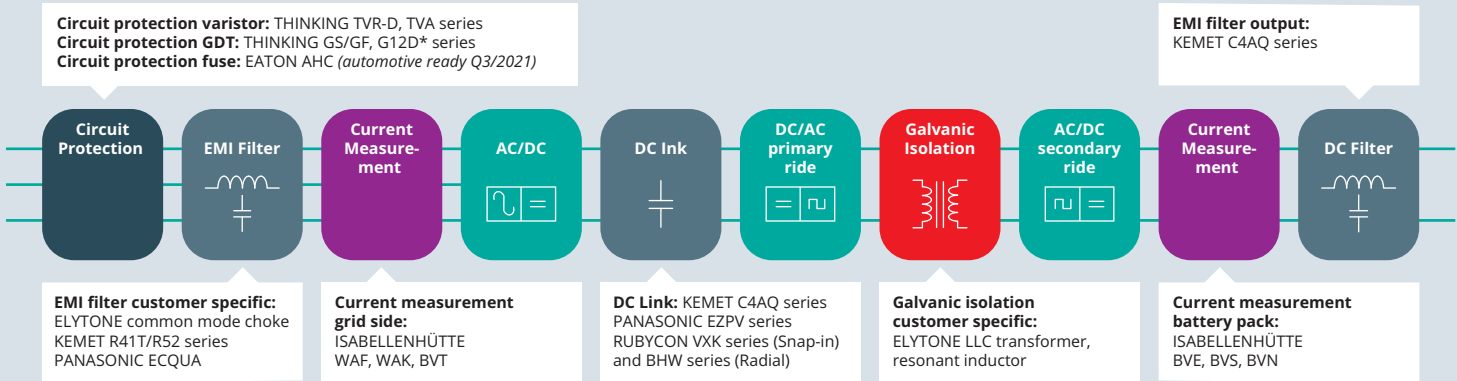 Circuit protection varistor: THINKING TVR-D, TVA series
Circuit protection GDT: THINKING GS/GF, G12D* series
Circuit protection fuse: EATON AHC (automotive ready Q3/2021)
EMI filter output:
KEMET C4AQ series
Circuit
Protection
EMI Filter
Current
Measure-
ment
AC/DC
DC Ink
DC/AC
primary
ride
Galvanic
Isolation
AC/DC
secondary
ride
Current
Measure-
ment
DC Filter
EMI filter customer specific:
ELYTONE common mode choke
KEMET R41T/R52 series
PANASONIC ECQUA
Current measurement
grid side:
ISABELLENHÜTTE
WAF, WAK, BVT
DC Link: KEMET C4AQ series
PANASONIC EZPV series
RUBYCON VXK series (Snap-in)
and BHW series (Radial)
Galvanic isolation
customer specific:
ELYTONE LLC transformer,
resonant inductor
Current measurement
battery pack:
ISABELLENHÜTTE
BVE, BVS, BVN